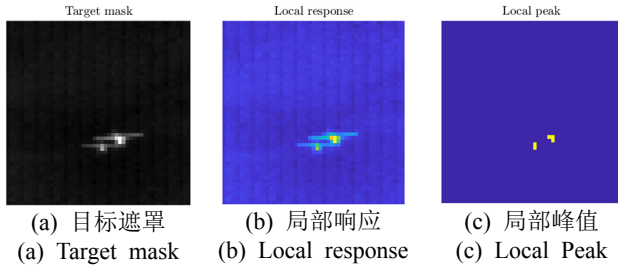 Target mask
Local response
Local peak
(a) 目标遮罩
(b) 局部响应
(c) 局部峰值
(a) Target mask
(b) Local response
(c) Local Peak